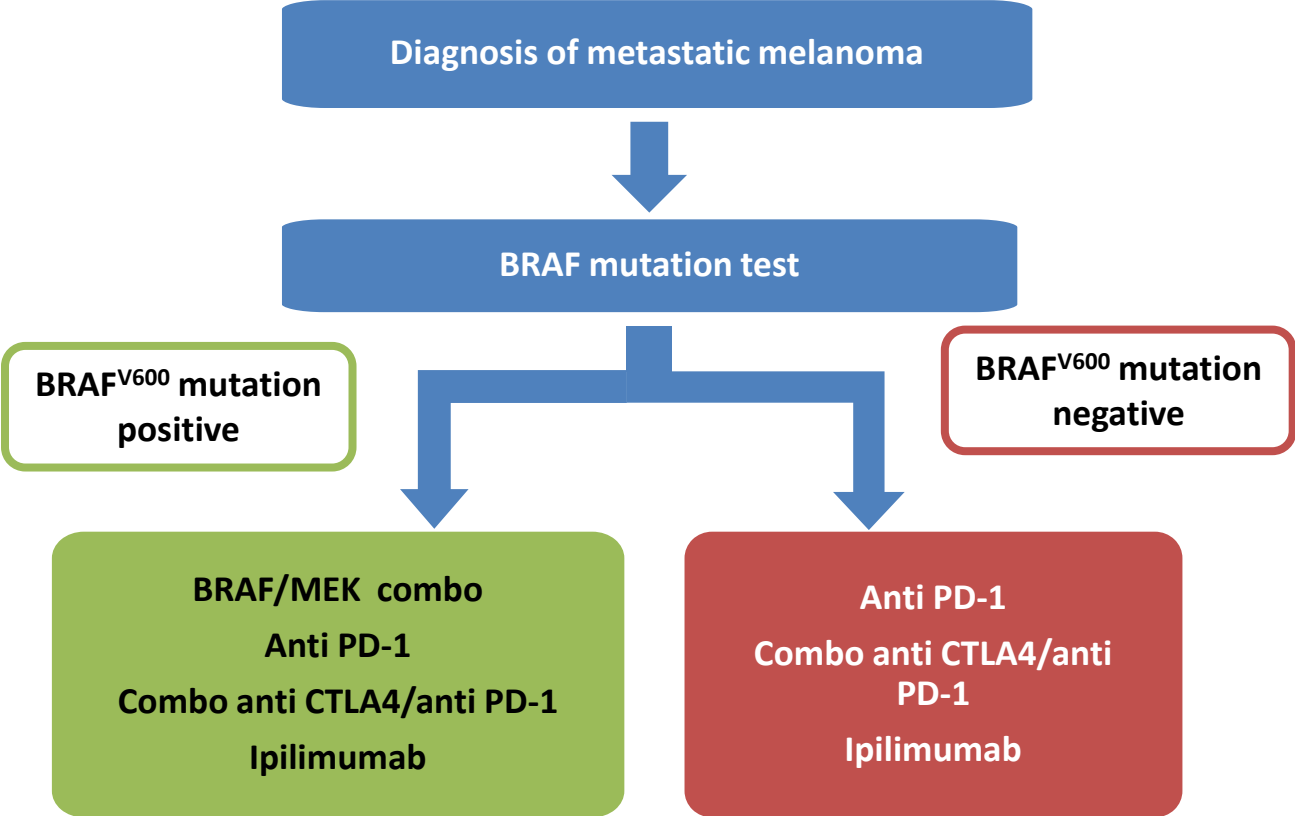 Diagnosis of metastatic melanoma
BRAF mutation test
BRAFV600 mutation
positive
BRAFV600 mutation
negative
BRAF/MEK combo
Anti PD-1
Combo anti CTLA4/anti PD-1
Ipilimumab
Anti PD-1
Combo anti CTLA4/anti
PD-1
Ipilimumab